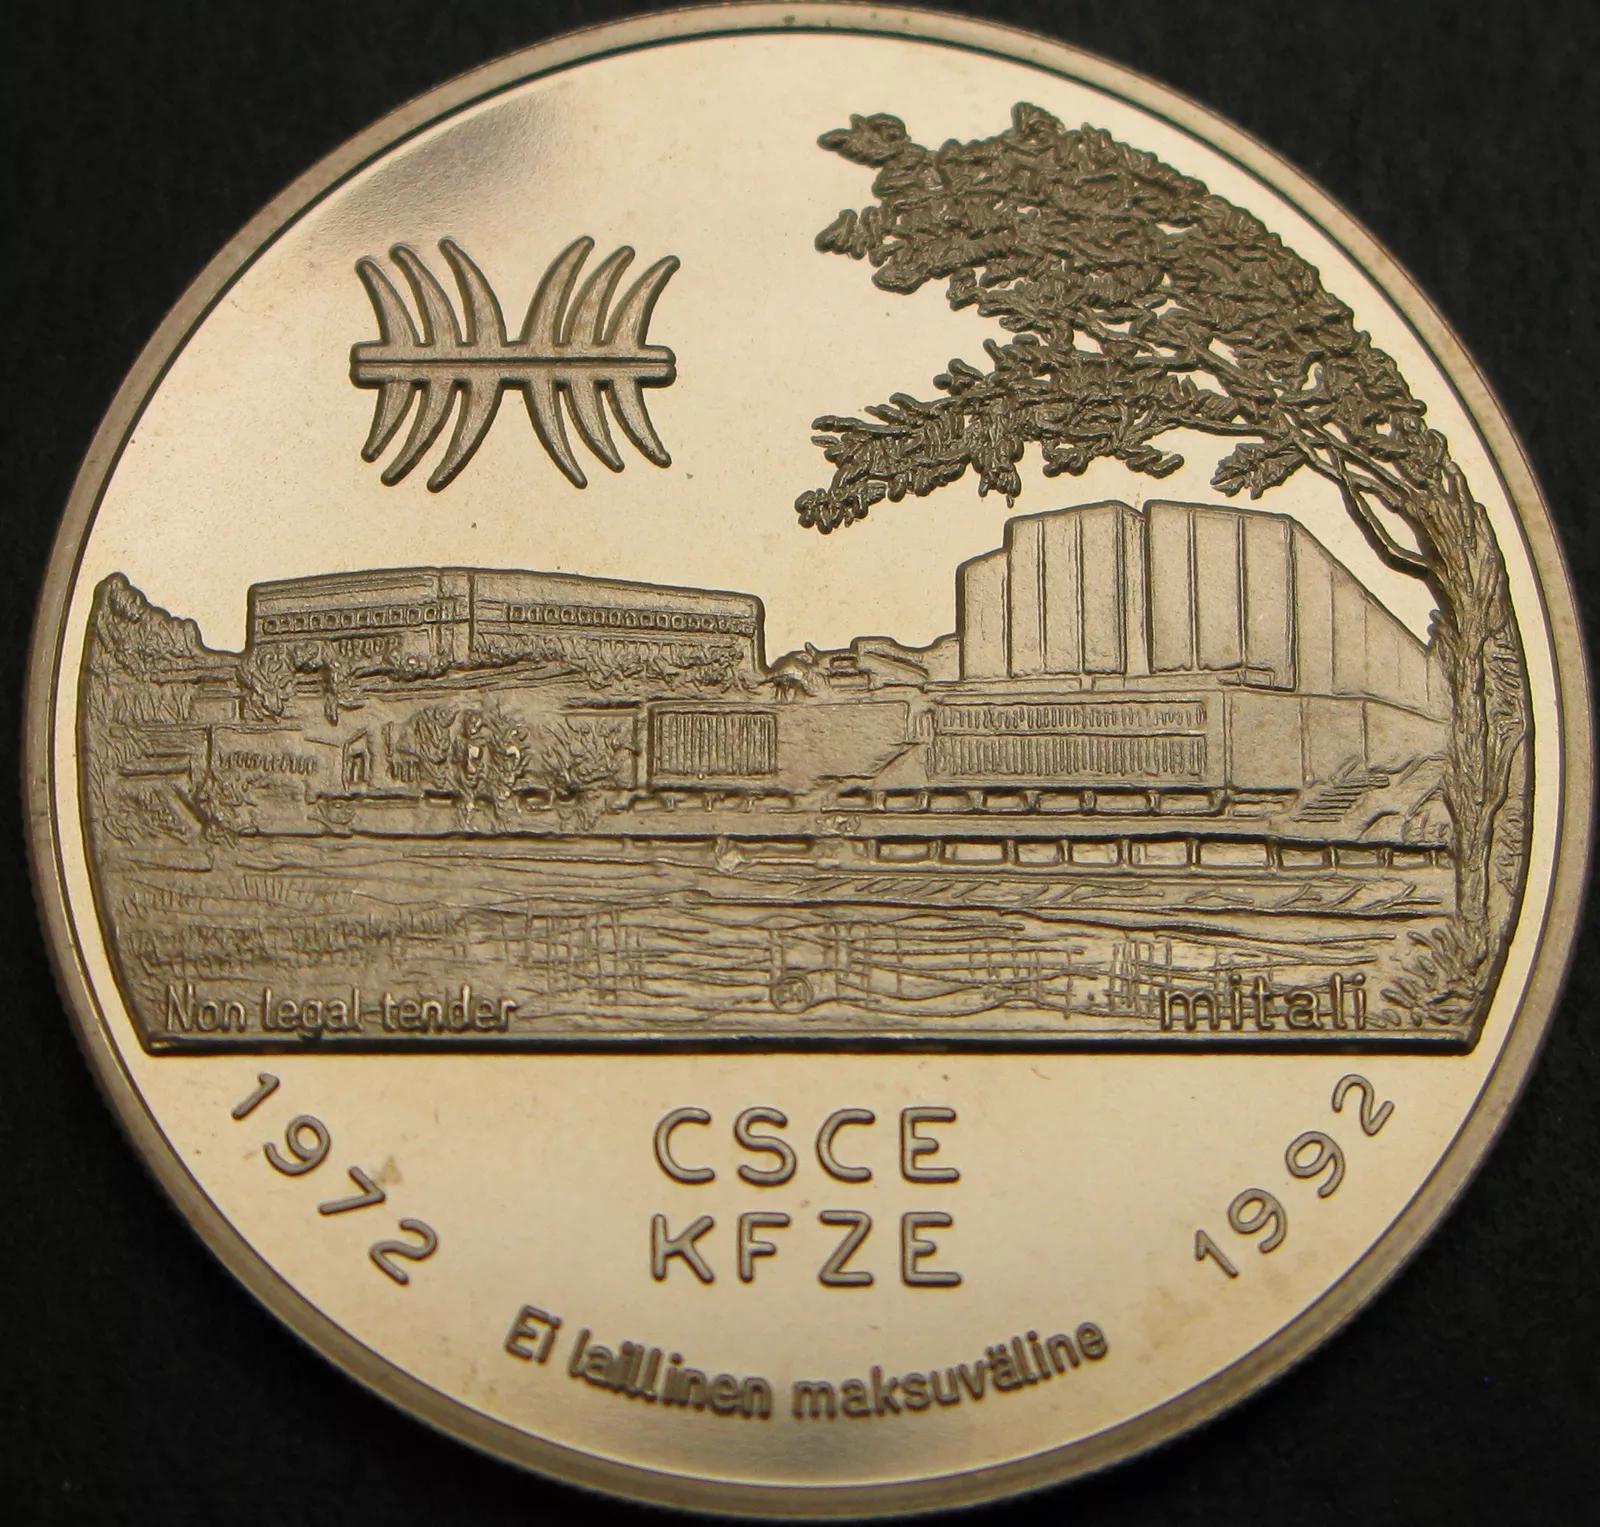 Non legal tender
mitali
1972
1992
CSCE
KFZE
Ei laillinen maksuväline